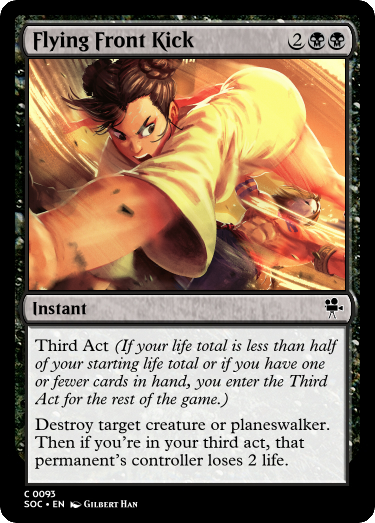 Flying Front Kick 2
Instant
Third Act (If your life total is less than half
of your starting life total or if you have one
or fewer cards in hand, you enter the Third
Act for the rest of the game.)
Destroy target creature or planeswalker.
Then if you're in your third act, that
permanent's controller loses 2 life.
C 0093
SOC • EN Gilbert Han